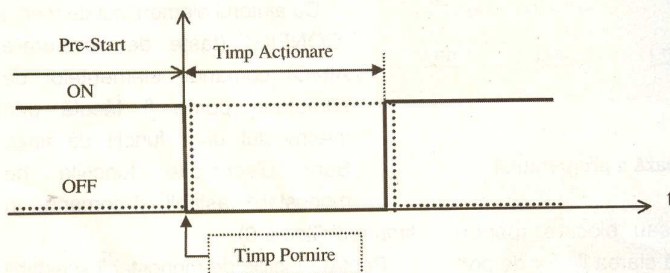 Pre-Start
Timp Acționare
ON
OFF
t
Timp Pornire